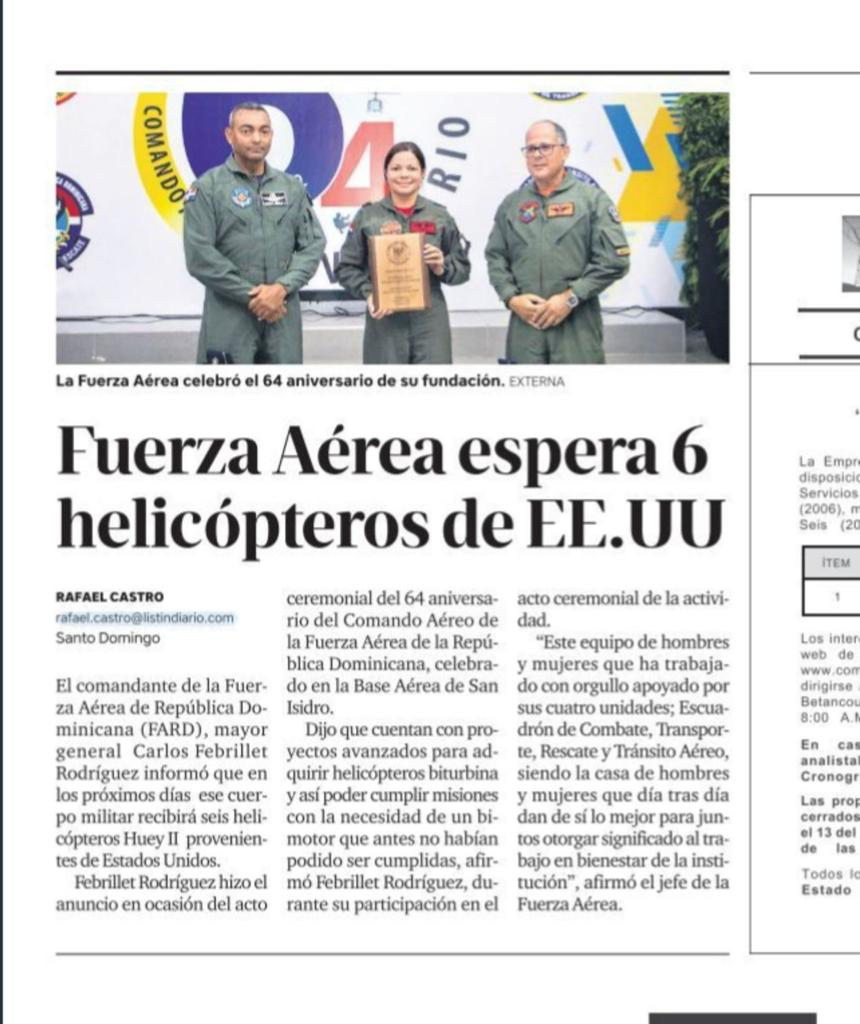 COMANDO
64
RIO
La Fuerza Aérea celebró el 64 aniversario de su fundación. EXTERNA
Fuerza Aérea espera 6
helicópteros de EE.UU
RAFAEL CASTRO
rafael.castro@listindiario.com
Santo Domingo
El comandante de la Fuer-
za Aérea de República Do-
minicana (FARD), mayor
general Carlos Febrillet
Rodríguez informó que en
los próximos días ese cuer-
po militar recibirá seis heli-
cópteros Huey II provenien-
tes de Estados Unidos.
Febrillet Rodríguez hizo el
anuncio en ocasión del acto
ceremonial del 64 aniversa-
rio del Comando Aéreo de
la Fuerza Aérea de la Repú-
blica Dominicana, celebra-
do en la Base Aérea de San
Isidro.
Dijo que cuentan con pro-
yectos avanzados para ad-
quirir helicópteros biturbina
y así poder cumplir misiones
con la necesidad de un bi-
motor que antes no habían
podido ser cumplidas, afir-
mó Febrillet Rodríguez, du-
rante su participación en el
acto ceremonial de la activi-
dad.
“Este equipo de hombres
y mujeres que ha trabaja-
do con orgullo apoyado por
sus cuatro unidades; Escua-
drón de Combate, Transpor-
te, Rescate y Tránsito Aéreo,
siendo la casa de hombres
y mujeres que día tras día
dan de sí lo mejor para jun-
tos otorgar significado al tra-
bajo en bienestar de la insti-
tución”, afirmó el jefe de la
Fuerza Aérea.
La Empre
disposicio
Servicios
(2006), m
Seis (20
ÍTEM
1
Los inter
web de
www.com
dirigirse
Betancou
8:00 A.M
En cas
analista
Cronogr
Las prop
cerrados
el 13 del
de las
Todos lo
Estado